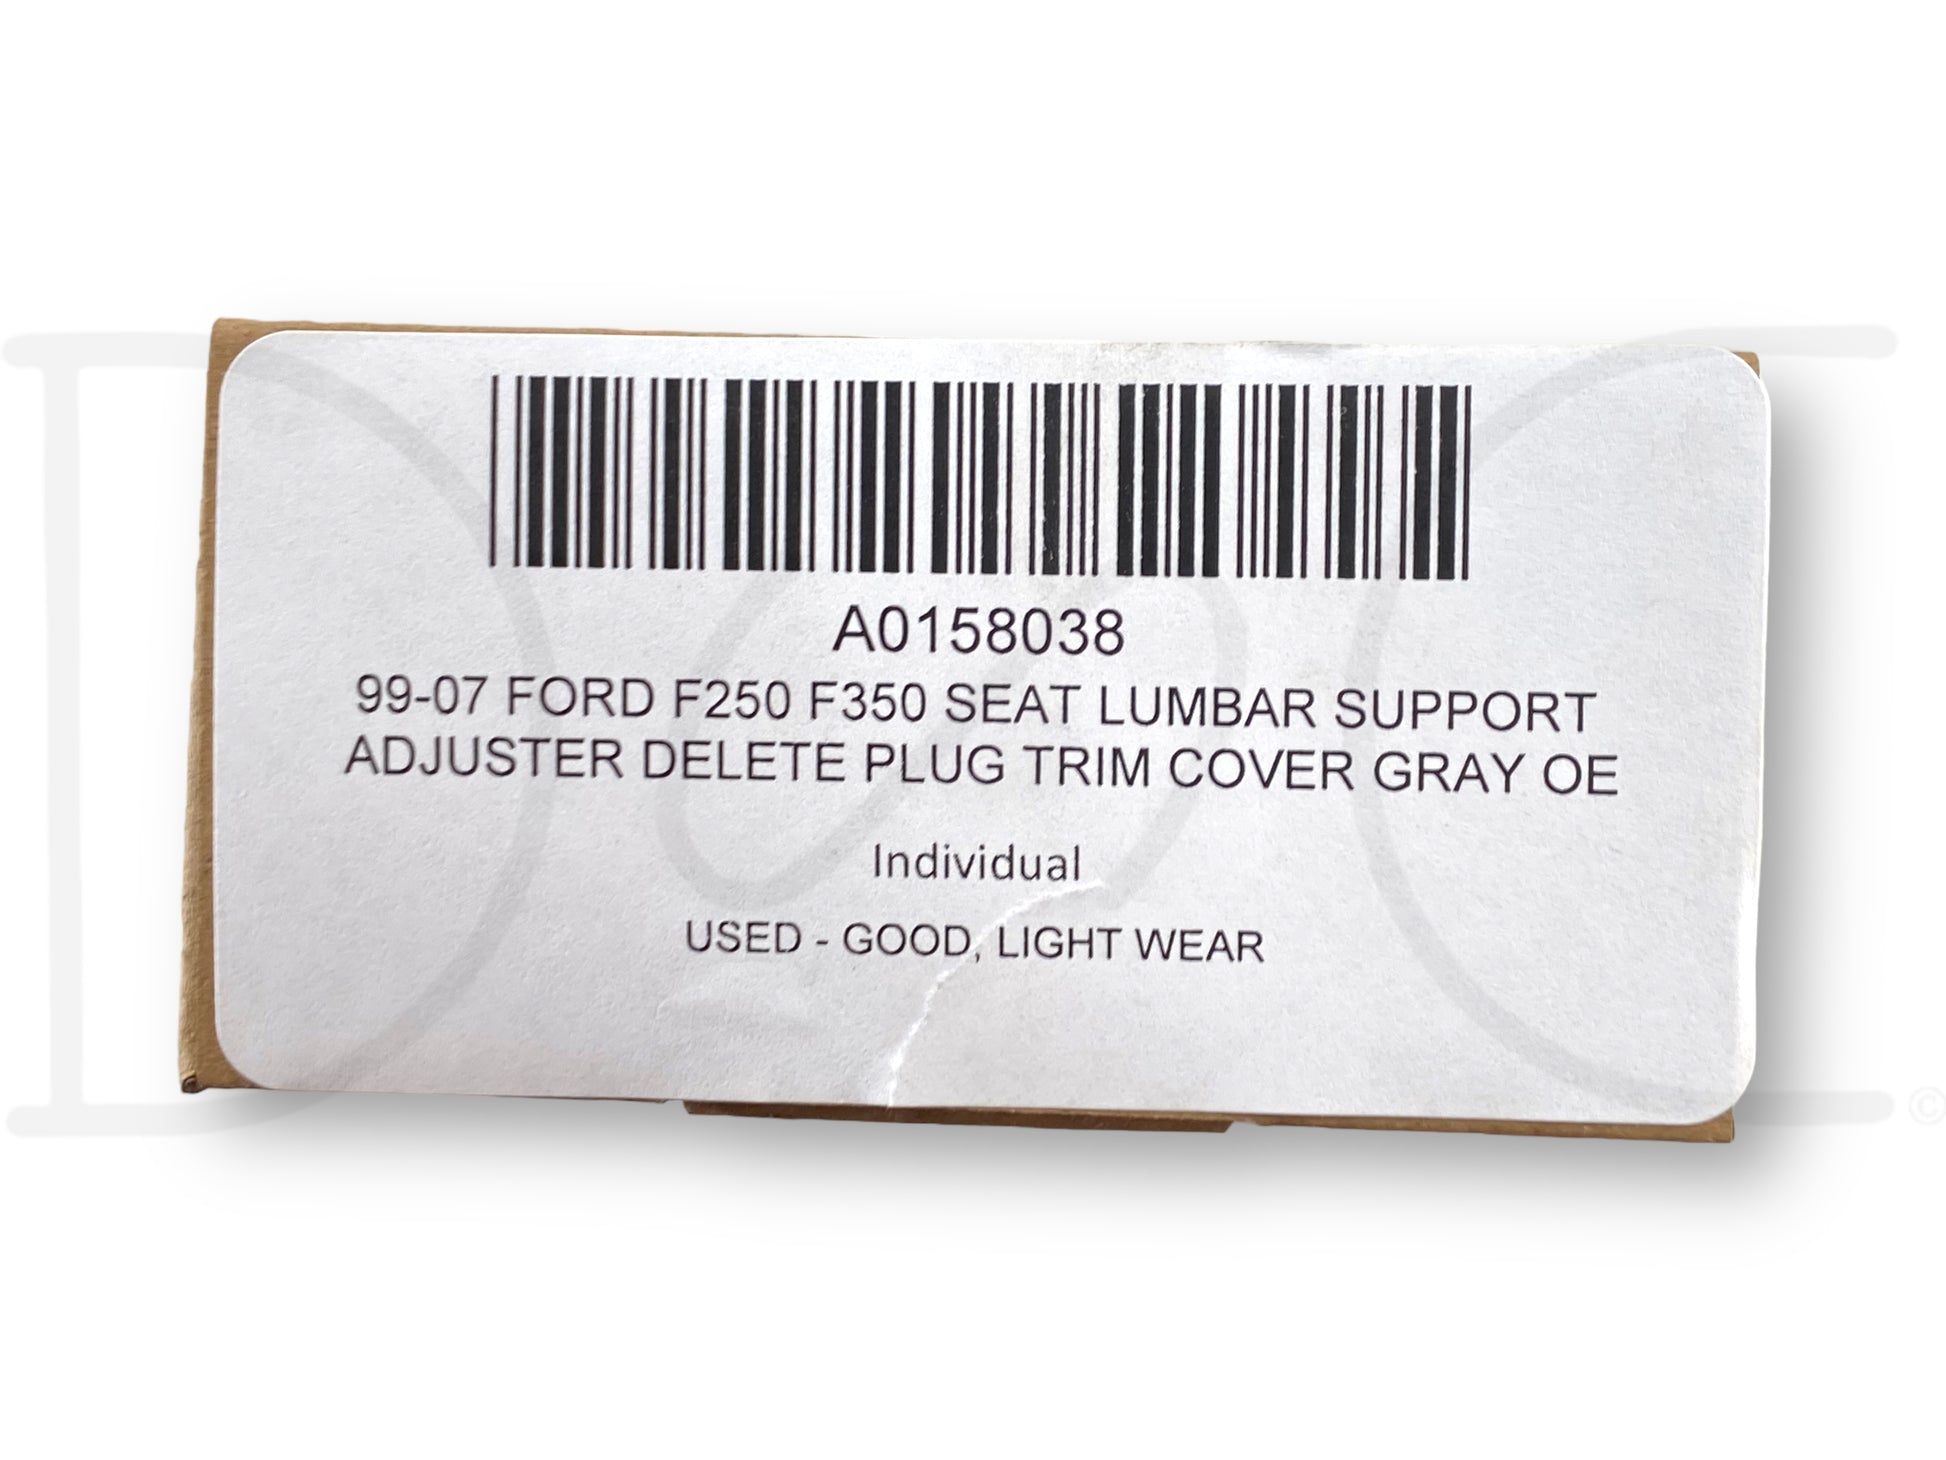 A0158038
99-07 FORD F250 F350 SEAT LUMBAR SUPPORT
ADJUSTER DELETE PLUG TRIM COVER GRAY OE
Individual
USED - GOOD, LIGHT WEAR
©